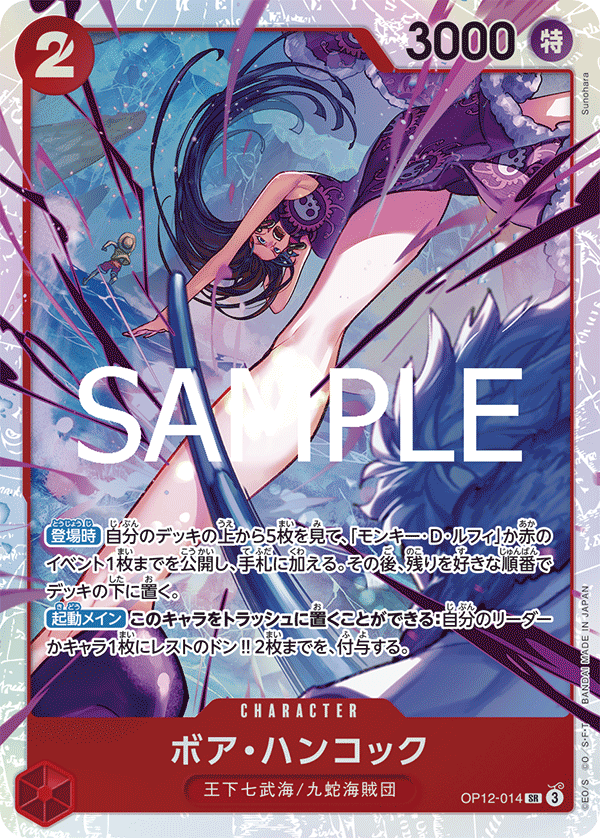 2
3000 特
Sunohara
SAMPLE
登場時 自分のデッキの上から5枚を見て、「モンキー・D・ルフィ」か赤の
イベント1枚までを公開し、手札に加える。その後、残りを好きな順番で
デッキの下に置く。
起動メイン このキャラをトラッシュに置くことができる:自分のリーダー
かキャラ1枚にレストのドン!!2枚までを、付与する。
CHARACTER
ボア・ハンコック
王下七武海/九蛇海賊団
OP12-014 SR 3
©E.O/S ©O/S・F・T BANDAI MADE IN JAPAN